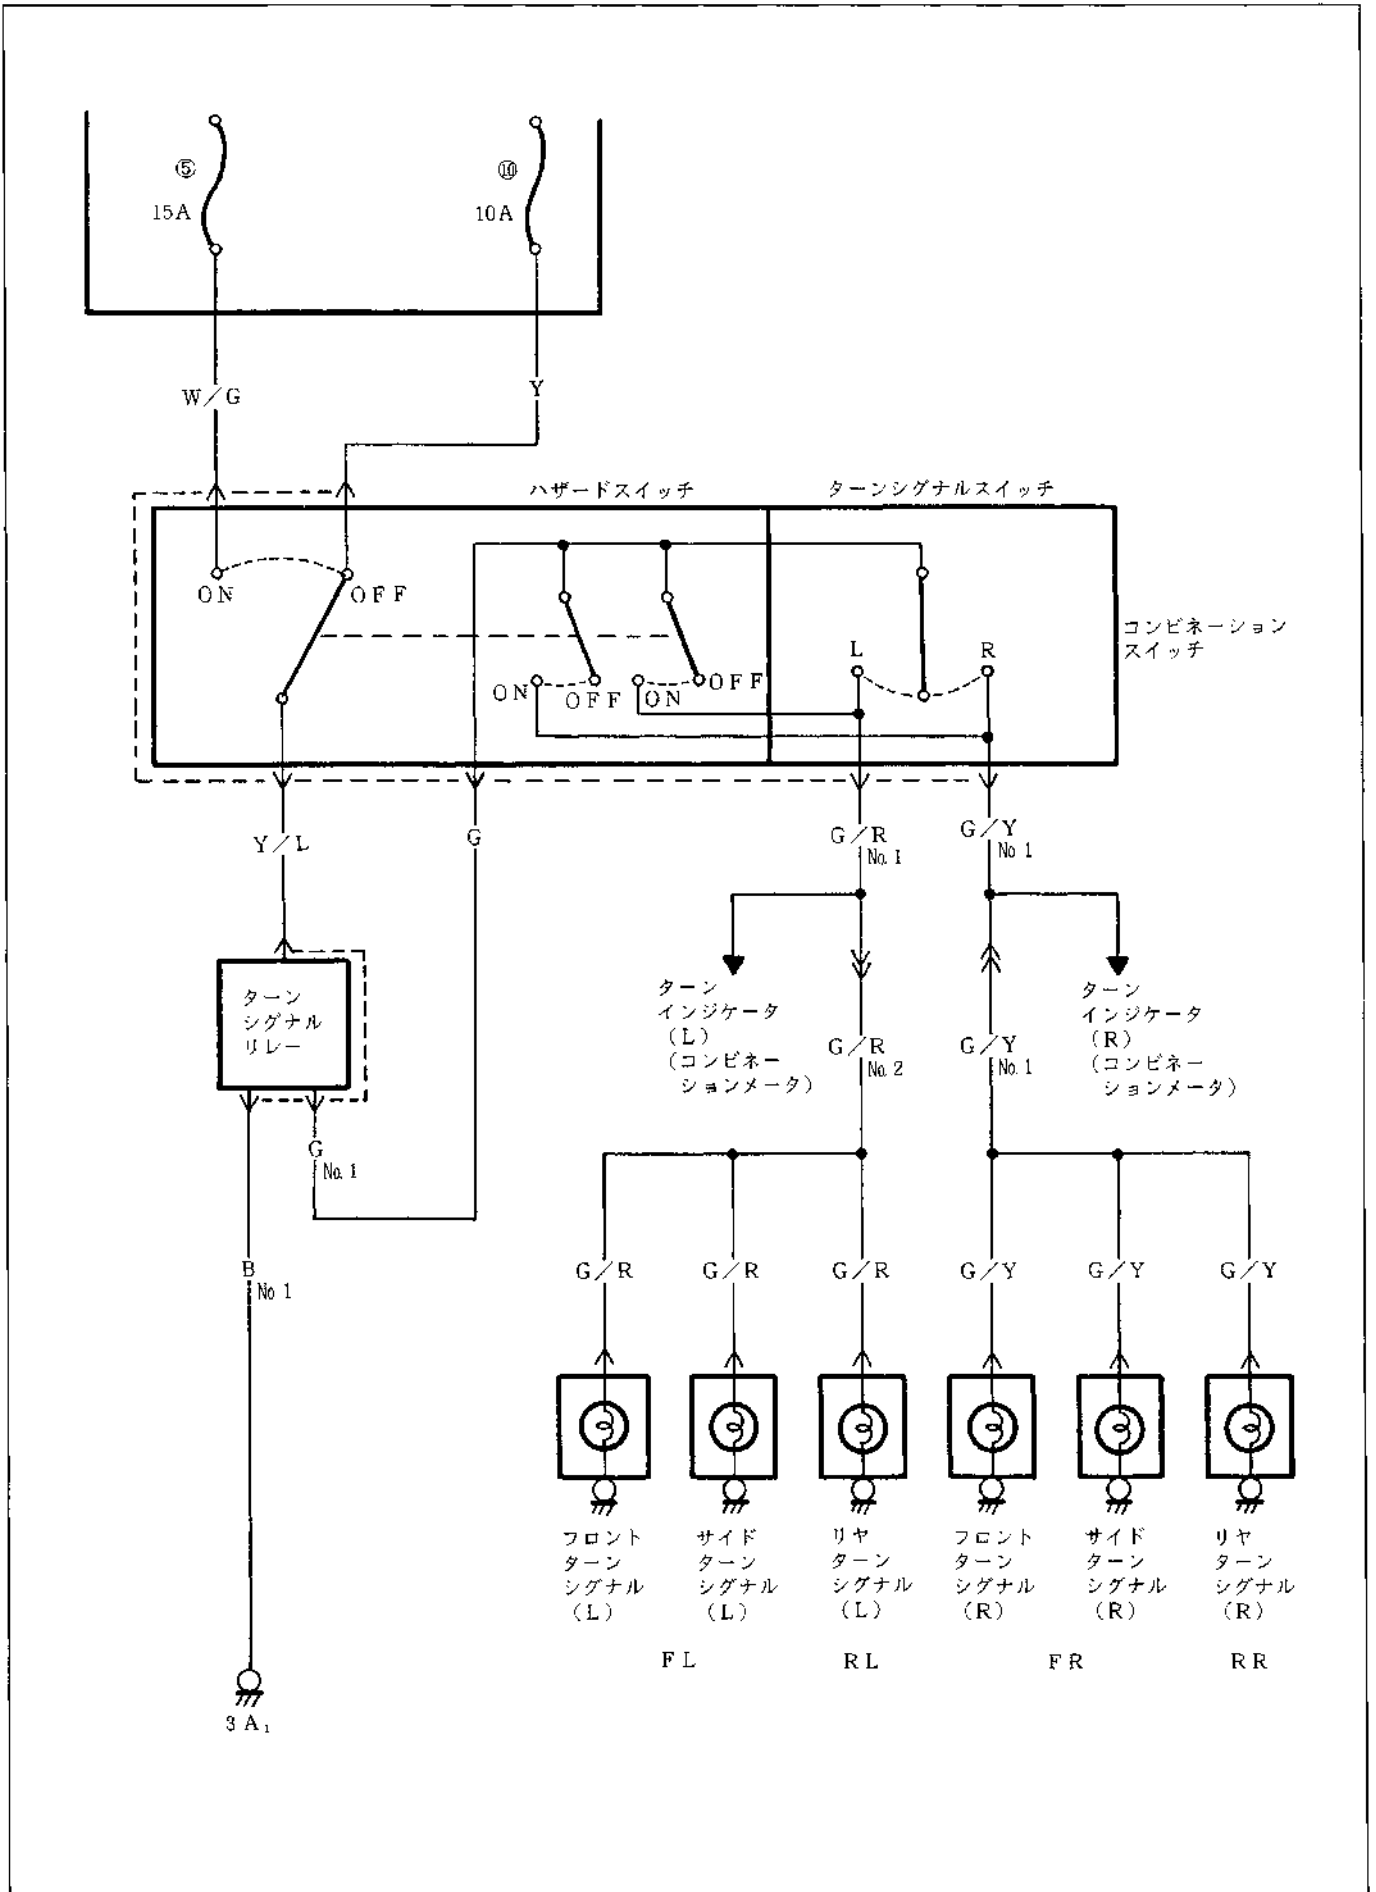 ⑤
⑩
15A
10A
W/G
Y
ハザードスイッチ
ターンシグナルスイッチ
ON
OFF
ON
OFF
ON
OFF
L
R
コンビネーション
スイッチ
Y/L
G
G/R
No.1
G/Y
No.1
ターン
シグナル
リレー
ターン
インジケータ
(L)
(コンビネー
ションメータ)
G/R
No.2
G/Y
No.1
ターン
インジケータ
(R)
(コンビネー
ションメータ)
G
No.1
B
No.1
G/R
G/R
G/R
G/Y
G/Y
G/Y
フロント
ターン
シグナル
(L)
サイド
ターン
シグナル
(L)
リヤ
ターン
シグナル
(L)
フロント
ターン
シグナル
(R)
サイド
ターン
シグナル
(R)
リヤ
ターン
シグナル
(R)
FL
RL
FR
RR
3A₁